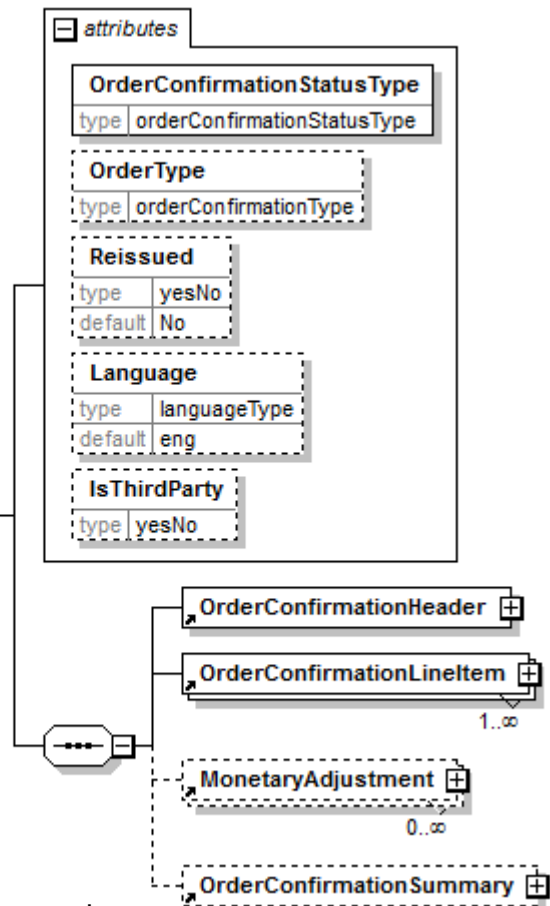 attributes
OrderConfirmationStatusType
type orderConfirmationStatusType
OrderType
type orderConfirmationType
Reissued
type yesNo
default No
Language
type languageType
default eng
IsThirdParty
type yesNo
OrderConfirmationHeader
OrderConfirmationLineItem
1..∞
MonetaryAdjustment
0..∞
OrderConfirmationSummary